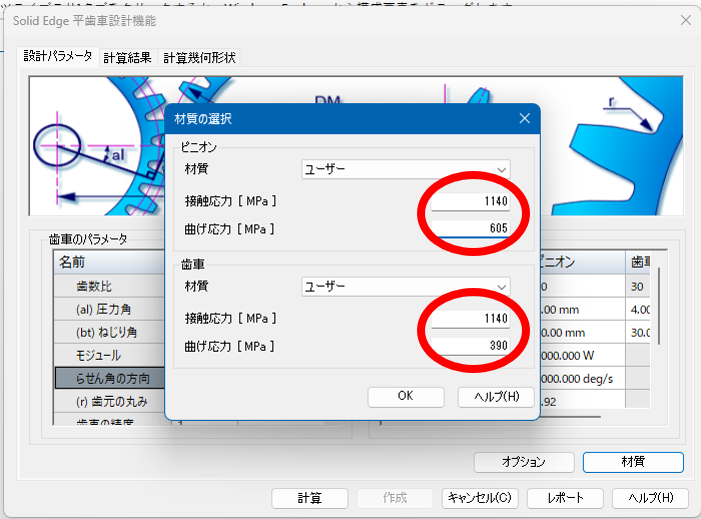 Solid Edge 平歯車設計機能
設計パラメータ 計算結果 計算幾何形状
DM
al
r
材質の選択
ピニオン
材質 ユーザー
接触応力 [ MPa ] 1140
曲げ応力 [ MPa ] 605
歯車
材質 ユーザー
接触応力 [ MPa ] 1140
曲げ応力 [ MPa ] 390
OK ヘルプ(H)
歯車のパラメータ
名前 ピニオン
歯数比 0 30
(al) 圧力角 .00 mm 4.00
(bt) ねじり角 .00 mm 30.0
モジュール 000.000 W
らせん角の方向 000.000 deg/s
(r) 歯元の丸み .92
歯車の精度
オプション 材質
計算 作成 キャンセル(C) レポート ヘルプ(H)